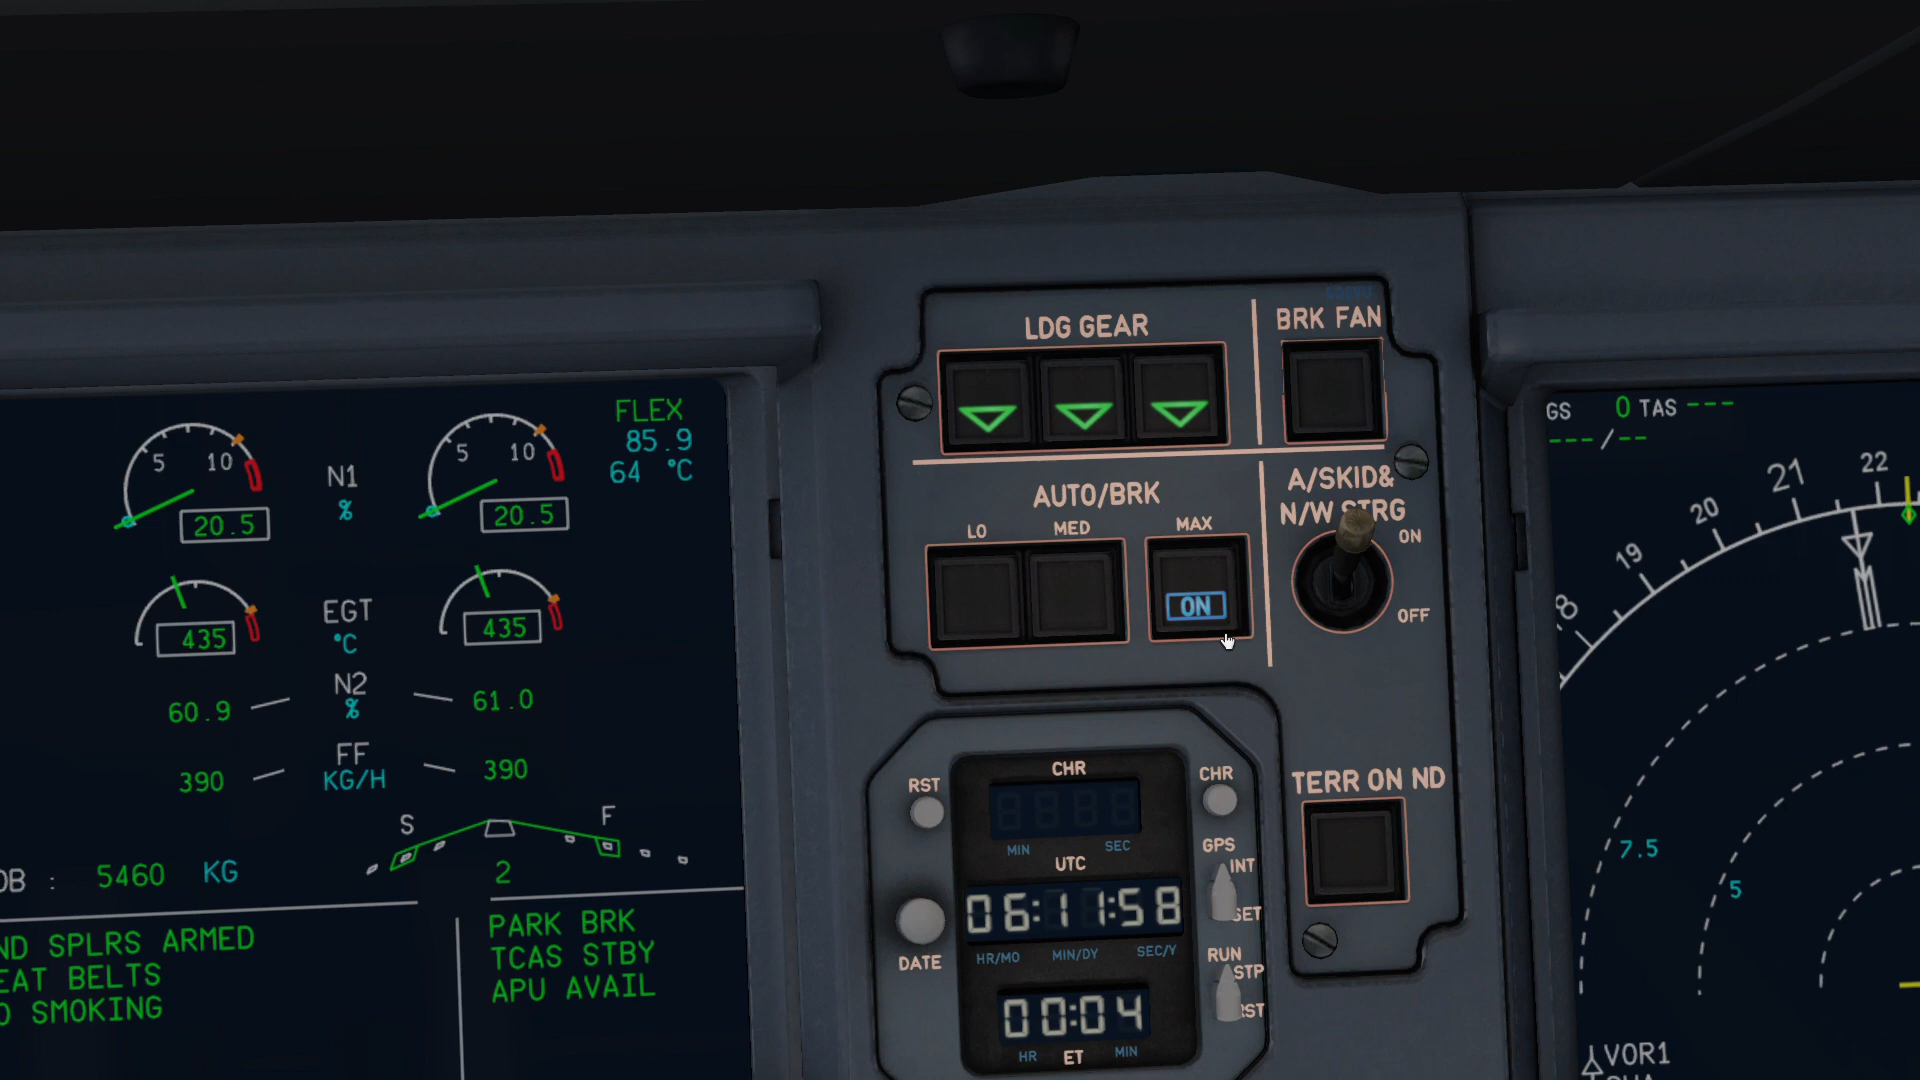 5 10
N1
%
5 10
FLEX
85.9
64 °C
20.5
20.5
EGT
°C
435
435
60.9
N2
%
61.0
390
FF
KG/H
390
S
F
: 5460 KG
2
SPLRS ARMED
BELTS
SMOKING
PARK BRK
TCAS STBY
APU AVAIL
LDG GEAR
BRK FAN
AUTO/BRK
LO
MED
MAX
ON
A/SKID&
N/W STRG
ON
OFF
RST
CHR
CHR
MIN
SEC
UTC
GPS
INT
SET
06:11:58
HR/MO
MIN/DY
SEC/Y
DATE
RUN
STP
RST
00:04
HR
ET
MIN
TERR ON ND
GS 0 TAS ---
---/--
19
20
21
22
7.5
5
VOR1